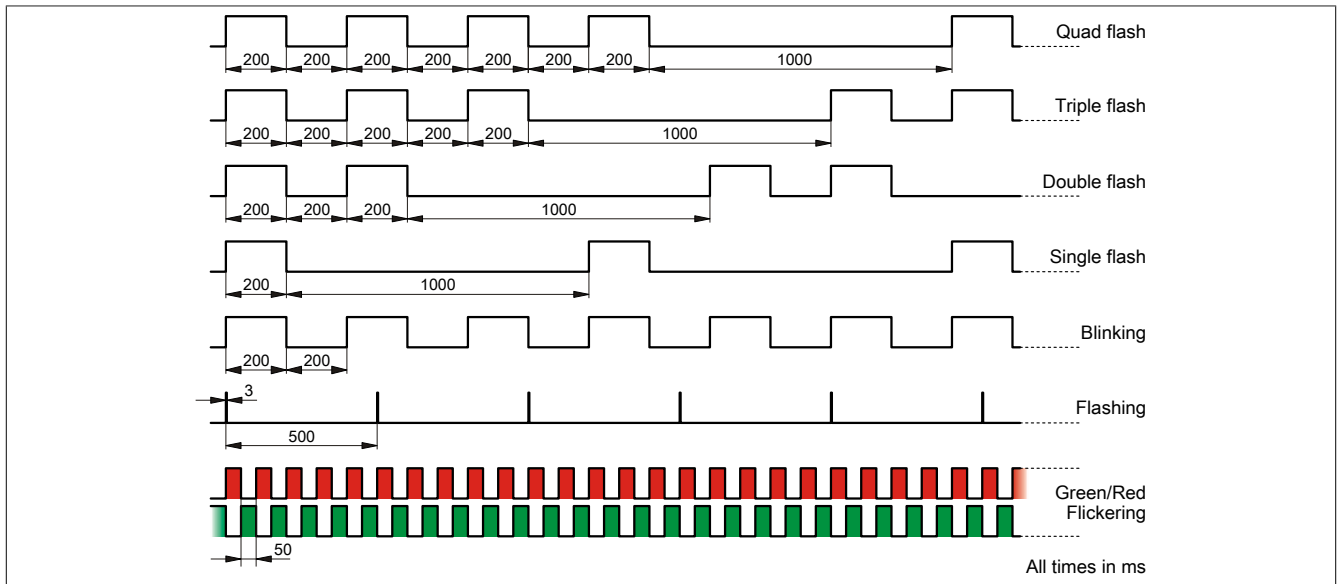 Quad flash
200 200 200 200 200 200 200 1000
Triple flash
200 200 200 200 200 1000
Double flash
200 200 200 1000
Single flash
200 1000
Blinking
200 200
3
Flashing
500
Green/Red
Flickering
50
All times in ms